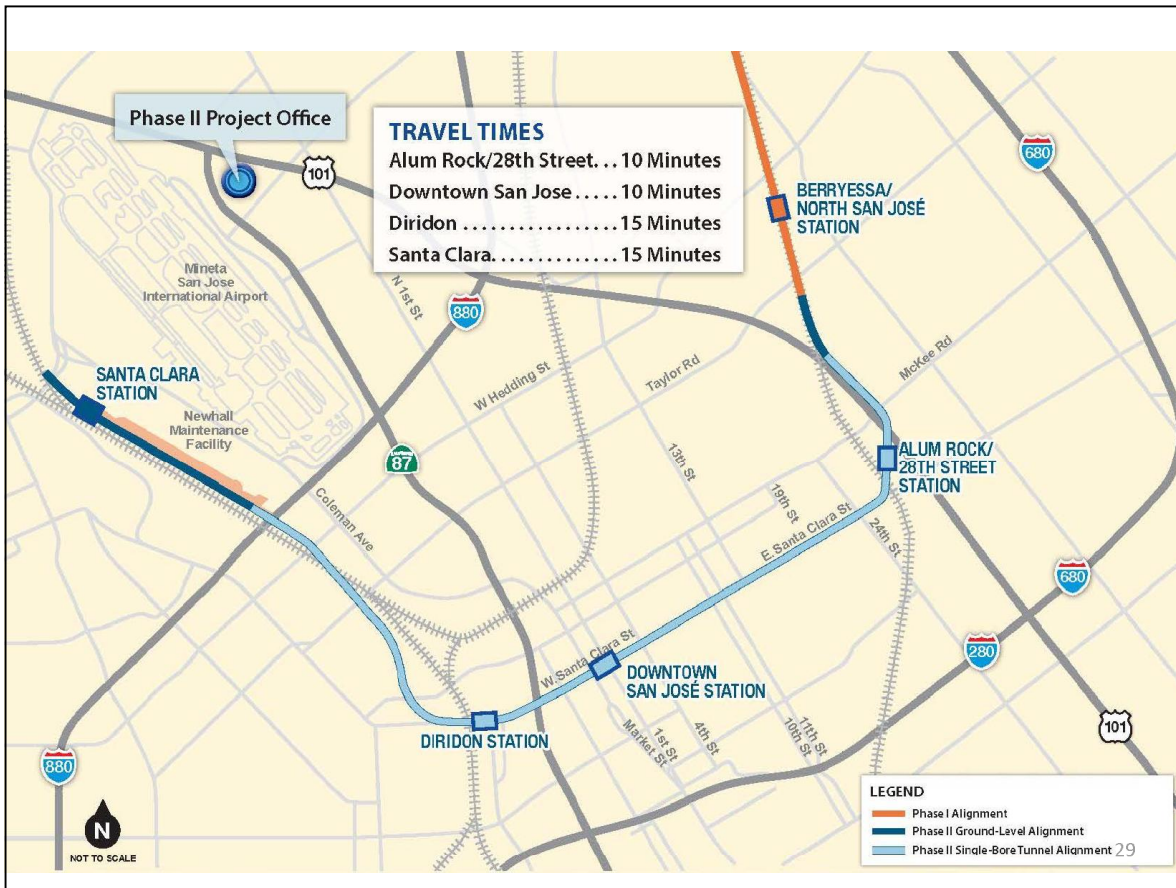 Phase II Project Office
101
TRAVEL TIMES
Alum Rock/28th Street... 10 Minutes
Downtown San Jose ..... 10 Minutes
Diridon ................. 15 Minutes
Santa Clara............. 15 Minutes
680
BERRYESSA/
NORTH SAN JOSÉ
STATION
Mineta
San Jose
International Airport
N 1st St
880
McKee Rd
Taylor Rd
W Hedding St
SANTA CLARA
STATION
Newhall
Maintenance
Facility
87
13th St
ALUM ROCK/
28TH STREET
STATION
Coleman Ave
19th St
24th St
E. Santa Clara St
680
280
W. Santa Clara St
DOWNTOWN
SAN JOSÉ STATION
DIRIDON STATION
Market St
1st St
4th St
10th St
11th St
101
880
N
NOT TO SCALE
LEGEND
Phase I Alignment
Phase II Ground-Level Alignment
Phase II Single-Bore Tunnel Alignment
29